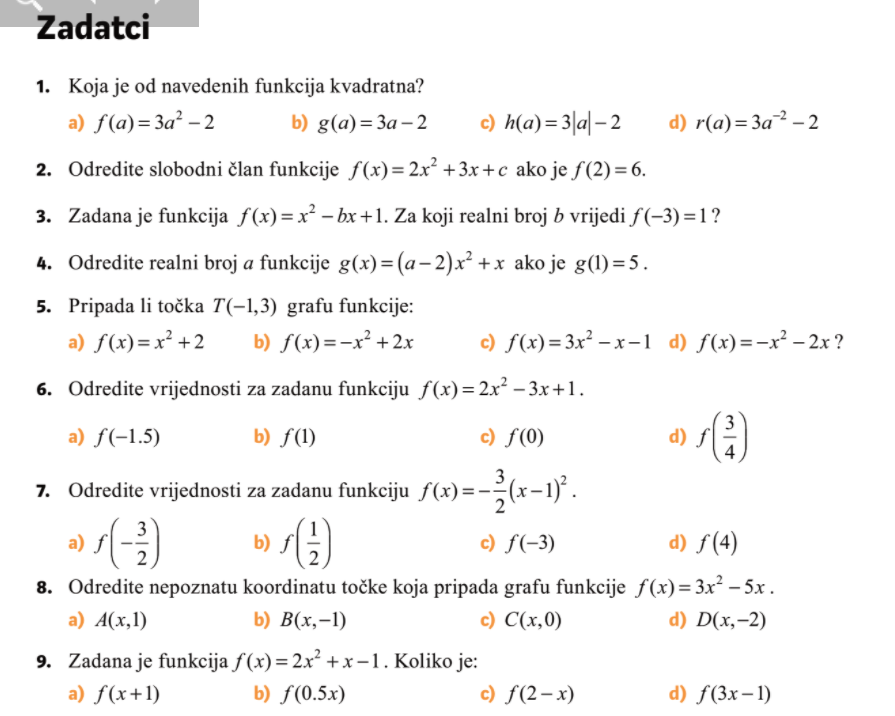 Zadatci
1. Koja je od navedenih funkcija kvadratna?
a) f(a) = 3a² − 2 b) g(a) = 3a − 2 c) h(a) = 3|a| − 2 d) r(a) = 3a⁻² − 2
2. Odredite slobodni član funkcije f(x) = 2x² + 3x + c ako je f(2) = 6.
3. Zadana je funkcija f(x) = x² − bx + 1. Za koji realni broj b vrijedi f(−3) = 1?
4. Odredite realni broj a funkcije g(x) = (a − 2)x² + x ako je g(1) = 5.
5. Pripada li točka T(−1,3) grafu funkcije:
a) f(x) = x² + 2 b) f(x) = −x² + 2x c) f(x) = 3x² − x − 1 d) f(x) = −x² − 2x?
6. Odredite vrijednosti za zadanu funkciju f(x) = 2x² − 3x + 1.
a) f(−1.5) b) f(1) c) f(0) d) f(3/4)
7. Odredite vrijednosti za zadanu funkciju f(x) = −3/2(x − 1)².
a) f(−3/2) b) f(1/2) c) f(−3) d) f(4)
8. Odredite nepoznatu koordinatu točke koja pripada grafu funkcije f(x) = 3x² − 5x.
a) A(x,1) b) B(x,−1) c) C(x,0) d) D(x,−2)
9. Zadana je funkcija f(x) = 2x² + x − 1. Koliko je:
a) f(x + 1) b) f(0.5x) c) f(2 − x) d) f(3x − 1)